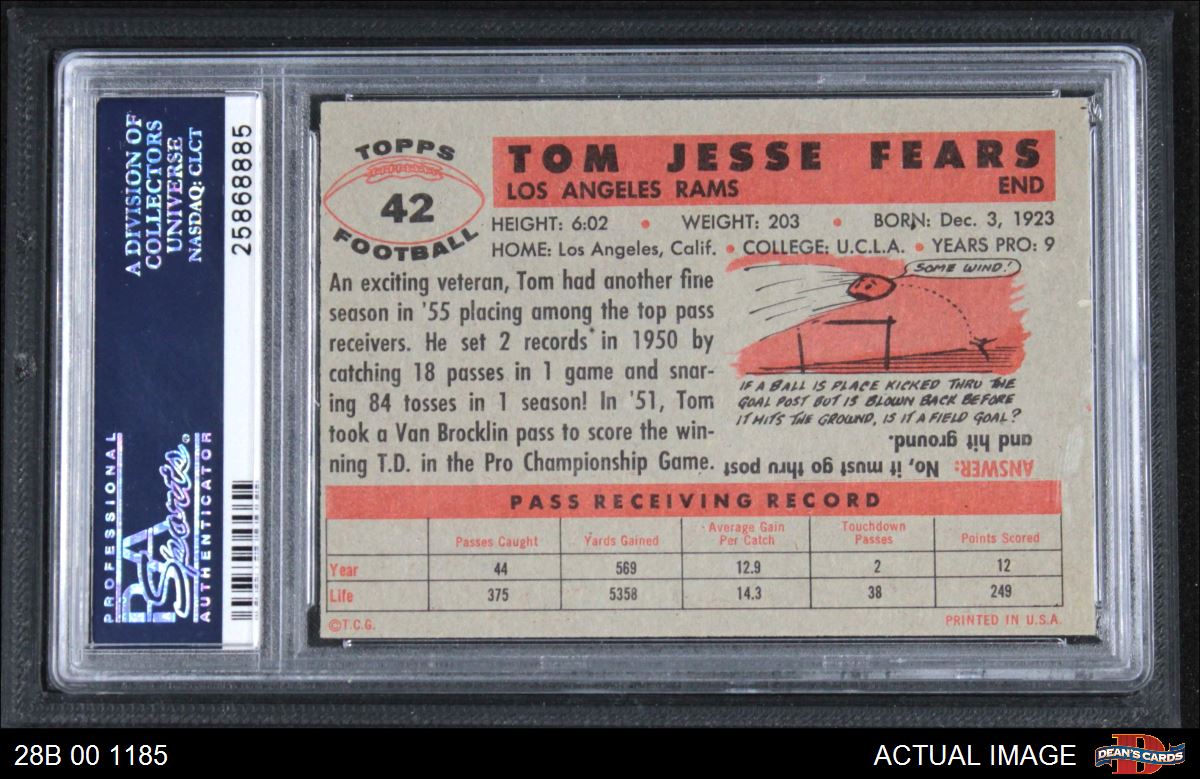 A DIVISION OF
COLLECTORS
UNIVERSE
NASDAQ: CLCT
25868885
PROFESSIONAL
PSA
Sports®
AUTHENTICATOR
TOPPS
42
FOOTBALL
TOM JESSE FEARS
LOS ANGELES RAMS END
HEIGHT: 6:02 • WEIGHT: 203 • BORN: Dec. 3, 1923
HOME: Los Angeles, Calif. • COLLEGE: U.C.L.A. • YEARS PRO: 9
An exciting veteran, Tom had another fine
season in '55 placing among the top pass
receivers. He set 2 records in 1950 by
catching 18 passes in 1 game and snar-
ing 84 tosses in 1 season! In '51, Tom
took a Van Brocklin pass to score the win-
ning T.D. in the Pro Championship Game.
SOME WIND!
IF A BALL IS PLACE KICKED THRU THE
GOAL POST BUT IS BLOWN BACK BEFORE
IT HITS THE GROUND, IS IT A FIELD GOAL?
ANSWER: No, it must go thru post
and hit ground.
PASS RECEIVING RECORD
Passes Caught Yards Gained Average Gain Per Catch Touchdown Passes Points Scored
Year 44 569 12.9 2 12
Life 375 5358 14.3 38 249
©T.C.G. PRINTED IN U.S.A.
28B 00 1185 ACTUAL IMAGE DEAN'S CARDS